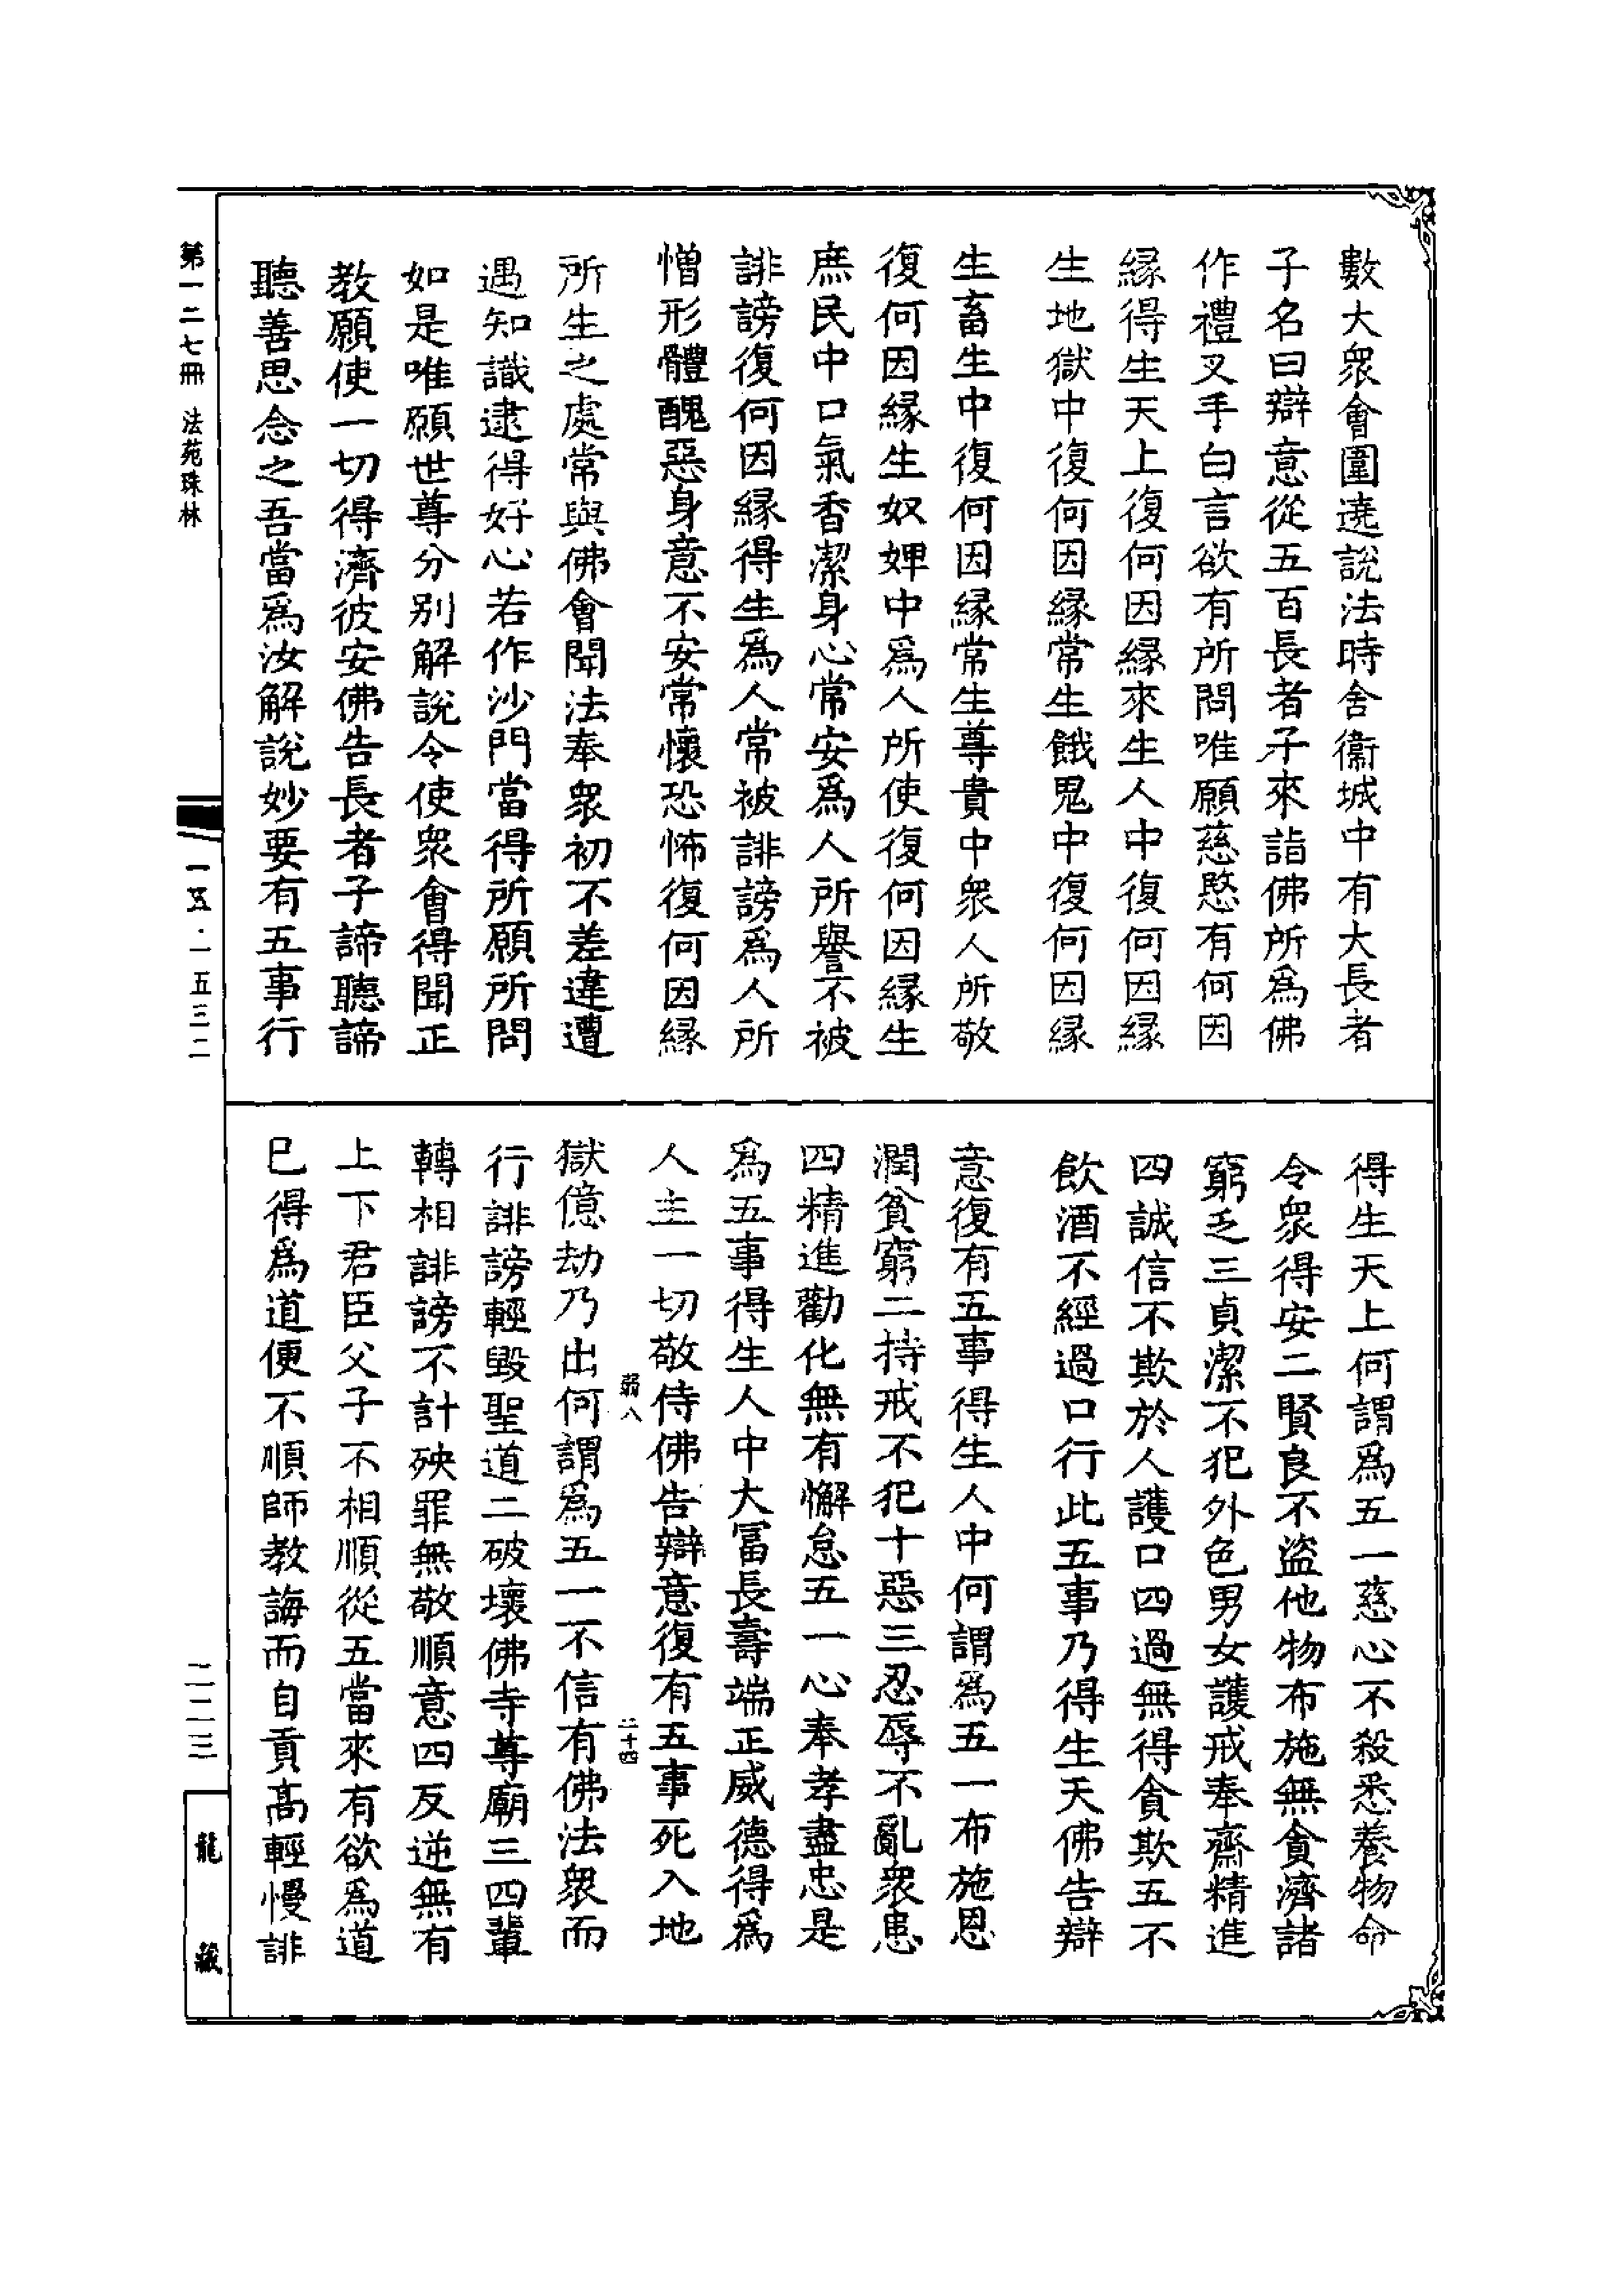 數大衆會圍遶說法時舍衞城中有大長者
子名曰辯意從五百長者子來詣佛所爲佛
作禮叉手白言欲有所問唯願慈愍有何因
緣得生天上復何因緣來生人中復何因緣
生地獄中復何因緣常生餓鬼中復何因緣
生畜生中復何因緣常生尊貴中衆人所敬
復何因緣生奴婢中爲人所使復何因緣生
庶民中口氣香潔身心常安爲人所譽不被
誹謗復何因緣得生爲人常被誹謗爲人所
憎形體醜惡身意不安常懷恐怖復何因緣
所生之處常與佛會聞法奉衆初不差違遭
遇知識逮得好心若作沙門當得所願所問
如是唯願世尊分別解說令使衆會得聞正
教願使一切得濟彼安佛告長者子諦聽諦
聽善思念之吾當爲汝解說妙要有五事行
得生天上何謂爲五一慈心不殺悉養物命
令衆得安二賢良不盜他物布施無貪濟諸
窮乏三貞潔不犯外色男女護戒奉齋精進
四誠信不欺於人護口四過無得貪欺五不
飲酒不經過口行此五事乃得生天佛告辯
意復有五事得生人中何謂爲五一布施恩
潤貧窮二持戒不犯十惡三忍辱不亂衆患
四精進勸化無有懈怠五一心奉孝盡忠是
爲五事得生人中大富長壽端正威德得爲
人主一切敬侍佛告辯意復有五事死入地
弱八
二十四
獄億劫乃出何謂爲五一不信有佛法衆而
行誹謗輕毀聖道二破壞佛寺尊廟三四輩
轉相誹謗不計殃罪無敬順意四反逆無有
上下君臣父子不相順從五當來有欲爲道
已得爲道便不順師教誨而自貢高輕慢誹
第一二七冊 法苑珠林
一五·一五三二
二二三
龍藏